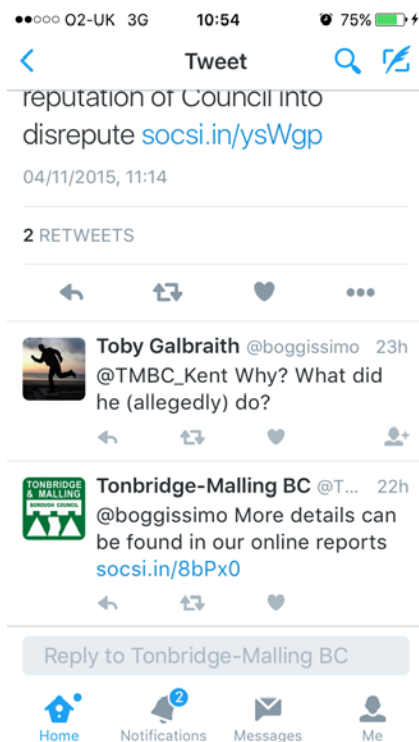 O2-UK 3G 10:54 75%
Tweet
reputation of Council into
disrepute socsi.in/ysWgp
04/11/2015, 11:14
2 RETWEETS
Toby Galbraith @boggissimo 23h
@TMBC_Kent Why? What did
he (allegedly) do?
TONBRIDGE
& MALLING
BOROUGH COUNCIL
Tonbridge-Malling BC @T... 22h
@boggissimo More details can
be found in our online reports
socsi.in/8bPx0
Reply to Tonbridge-Malling BC
2
Home Notifications Messages Me